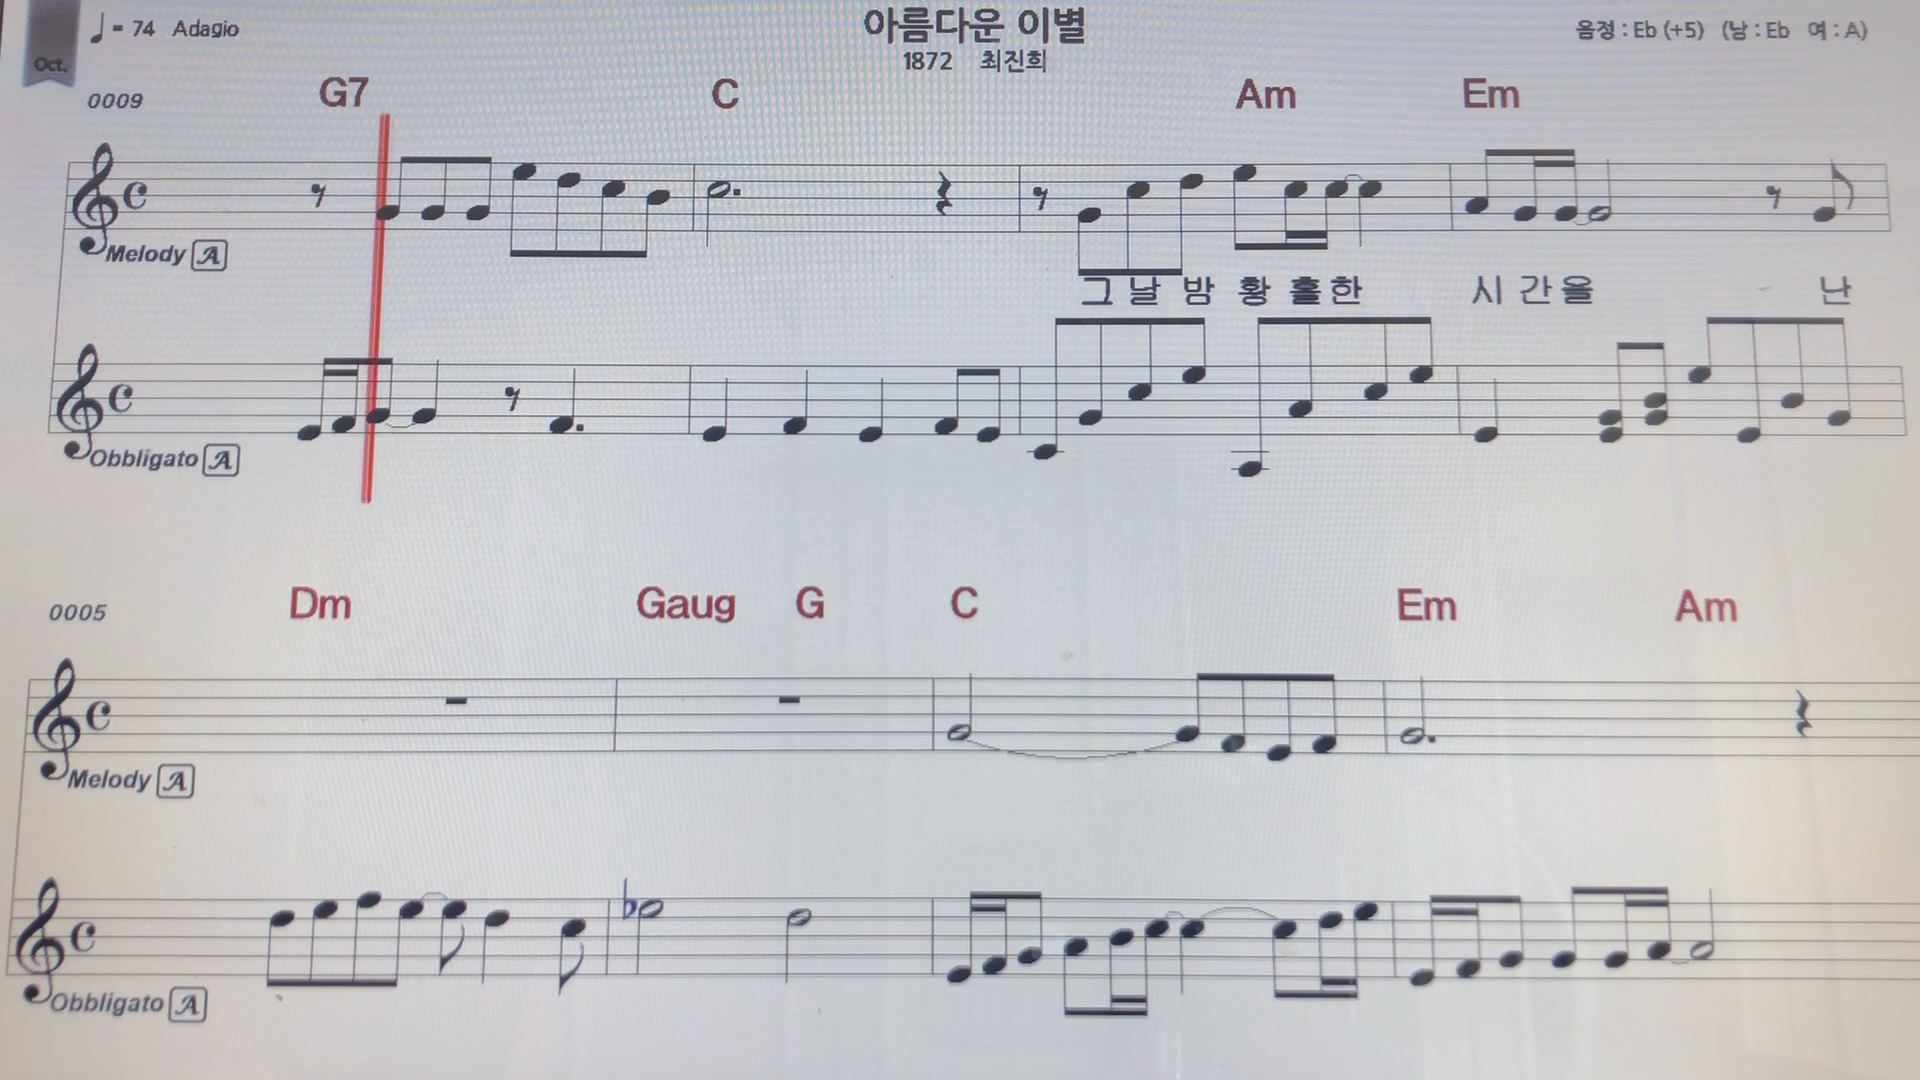 Oct.
♩ = 74 Adagio
아름다운 이별
1872 최진희
음정 : Eb (+5) (남 : Eb 여 : A)
0009 G7 C Am Em
Melody A
그 날 밤 황 홀 한 시 간 을 난
Obbligato A
0005 Dm Gaug G C Em Am
Melody A
Obbligato A